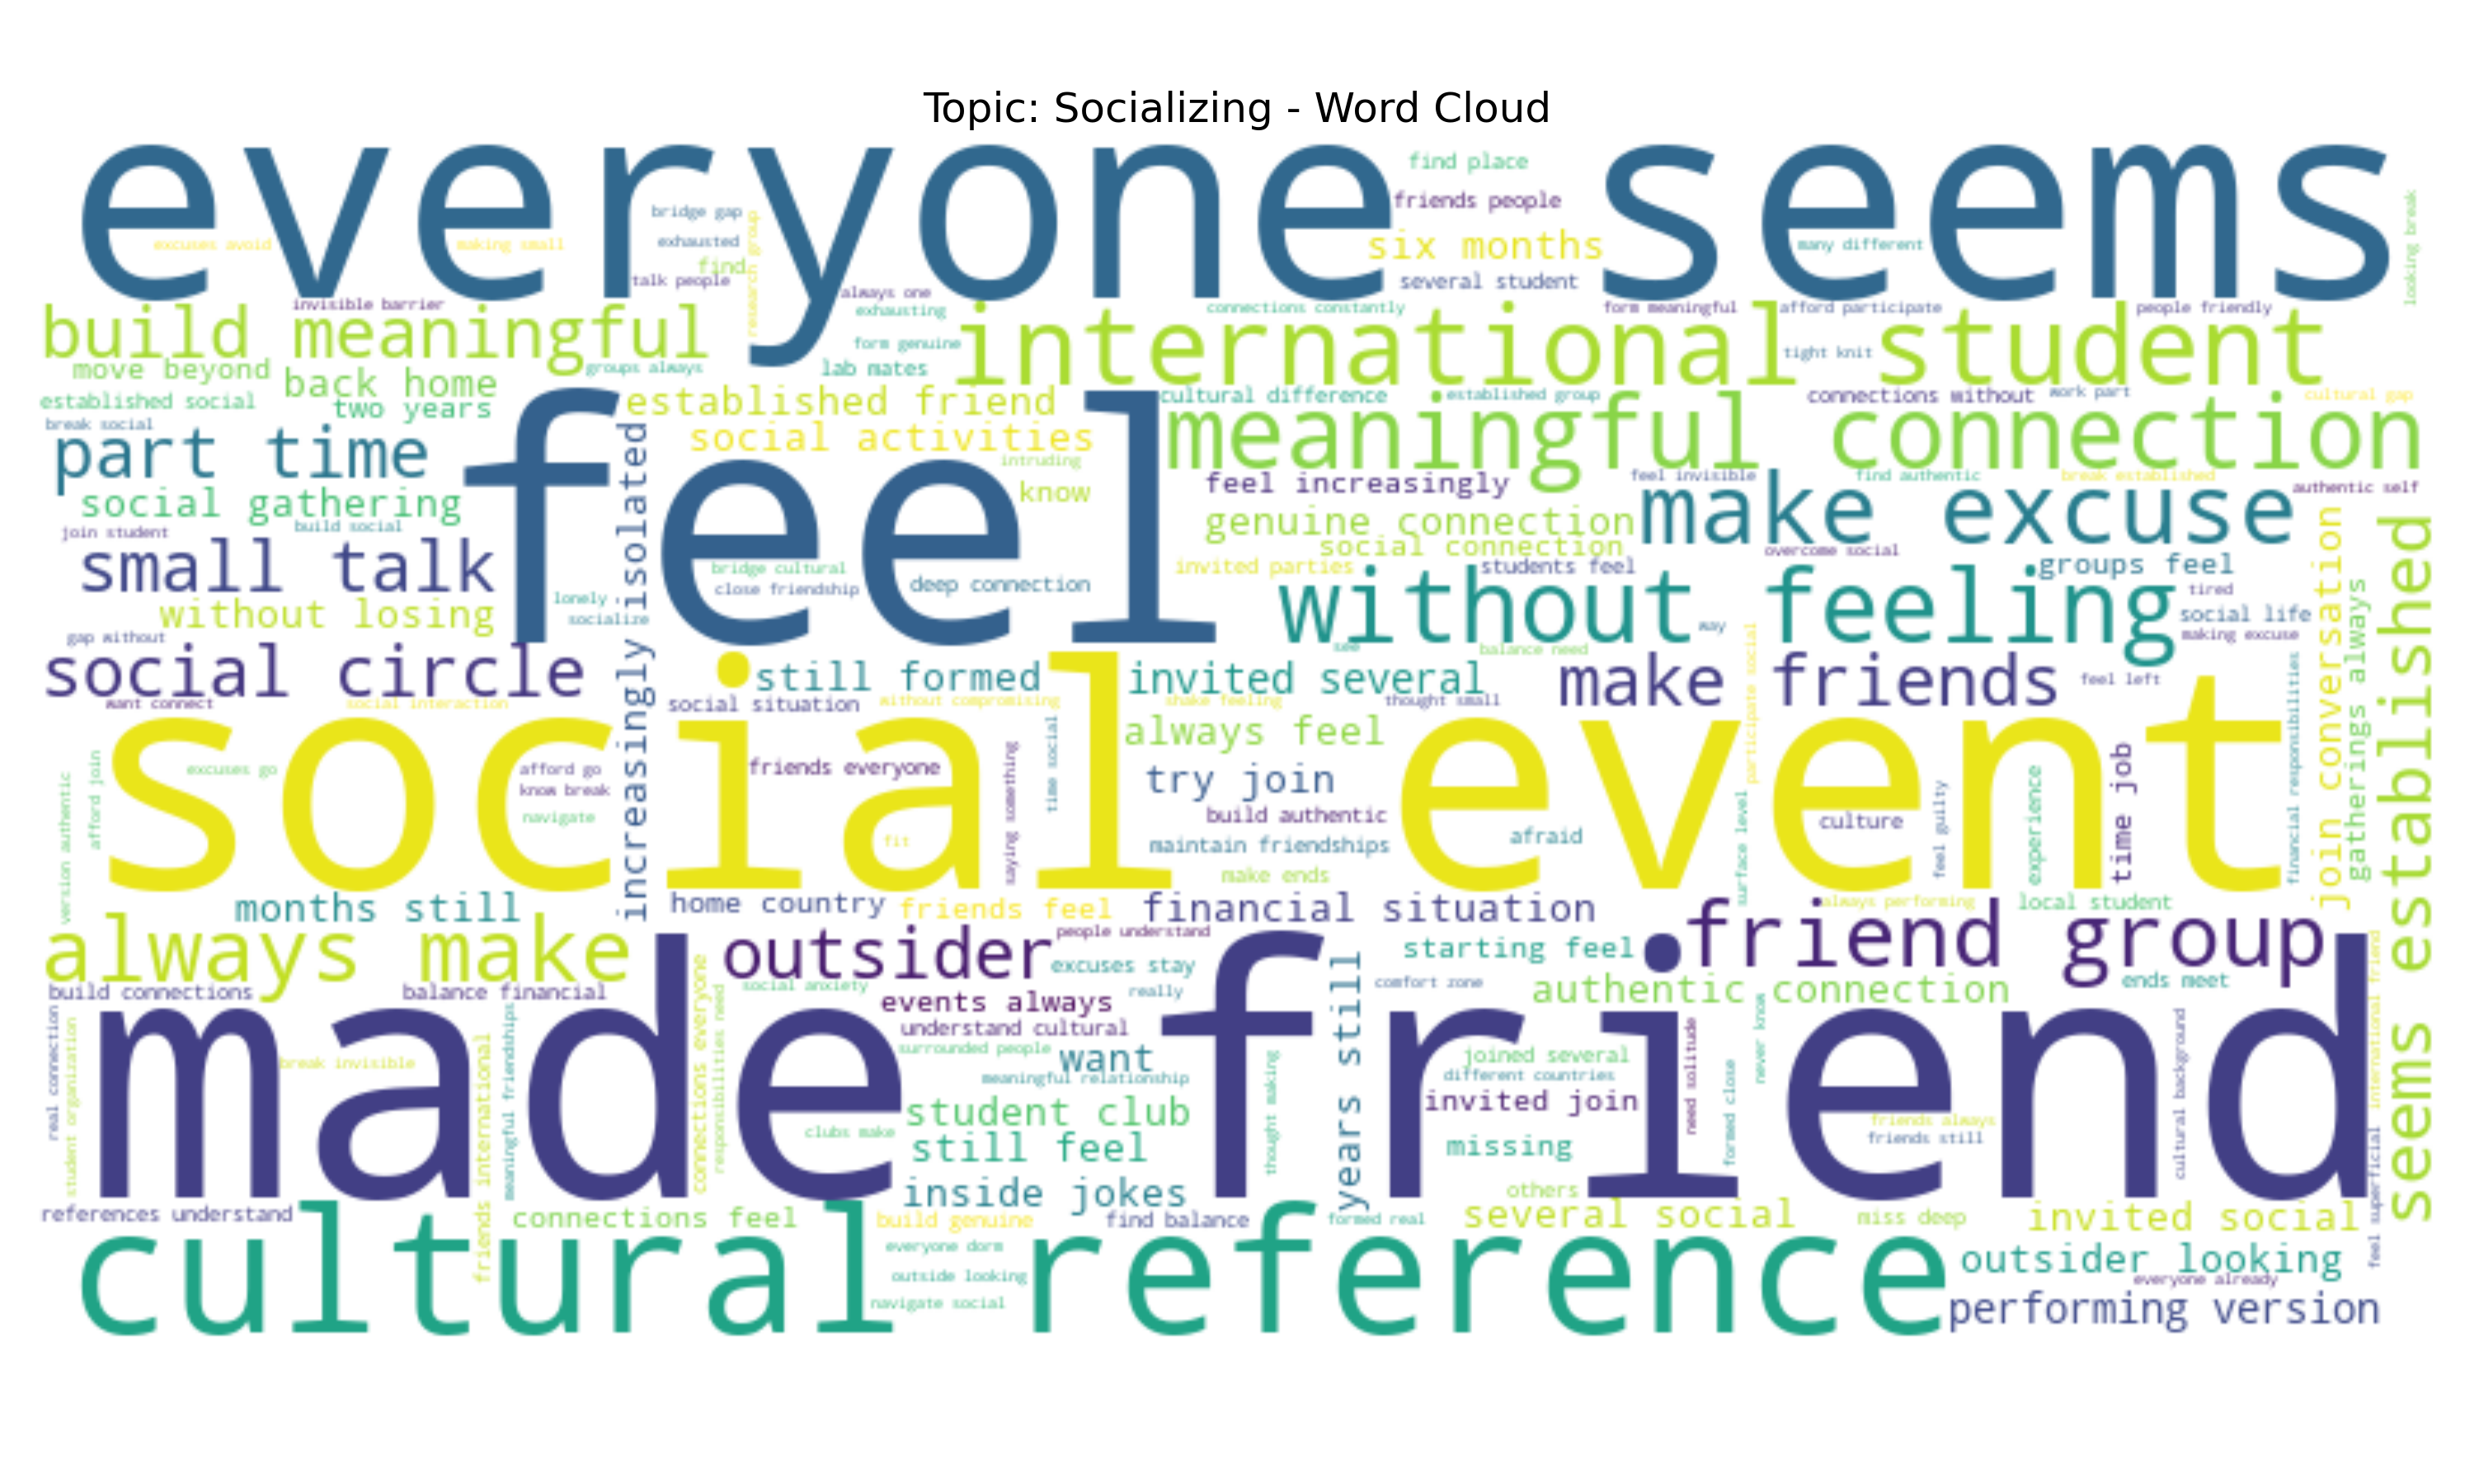 Topic: Socializing - Word Cloud
everyone seems
find place
friends people
bridge gap
excuses avoid
making small
exhausted
six months
many different
find
research group
looking break
talk people
several student
always one
invisible barrier
exhausting
connections constantly
form meaningful
afford participate
people friendly
build meaningful
international student
form genuine
tight knit
move beyond
groups always
lab mates
back home
established social
two years
established friend
cultural difference
established group
connections without
work part
cultural gap
break social
part time
social activities
meaningful connection
feel
intruding
know
feel increasingly
feel invisible
find authentic
break established
authentic self
social gathering
make excuse
join student
build social
genuine connection
social connection
overcome social
small talk
bridge cultural
close friendship
deep connection
invited parties
students feel
groups feel
tired
without losing
lonely
socialize
without feeling
way
social life
making excuse
gap without
see
balance need
social circle
increasingly isolated
still formed
invited several
make friends
feel left
want connect
social interaction
social situation
without compromising
shake feeling
thought small
participate social
join conversation
gatherings always
seems established
social event
always feel
excuses go
afford go
know break
friends everyone
saying something
time social
try join
time job
financial responsibilities
version authentic
afford join
navigate
fit
build authentic
maintain friendships
afraid
culture
feel guilty
experience
surface level
make ends
months still
home country
friends feel
financial situation
always performing
local student
always make
outsider
people understand
starting feel
friend group
excuses stay
build connections
balance financial
social anxiety
events always
really
comfort zone
authentic connection
ends meet
made friend
understand cultural
surrounded people
want
meaningful relationship
joined several
different countries
invited join
need solitude
never know
formed close
cultural background
international friend
real connection
student organization
break invisible
friends international
meaningful friendships
connections everyone
responsibilities need
student club
clubs make
still feel
thought making
years still
missing
friends always
friends still
feel superficial
inside jokes
others
references understand
connections feel
build genuine
find balance
formed real
several social
miss deep
invited social
cultural reference
everyone dorm
outside looking
navigate social
outsider looking
everyone already
performing version